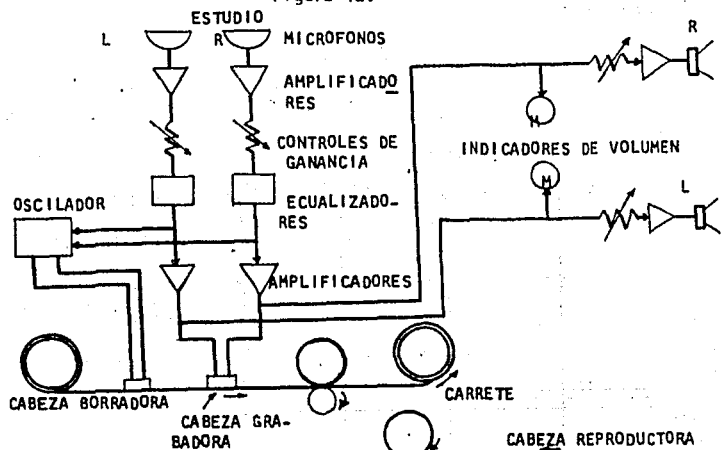 ESTUDIO
L R MICROFONOS R
AMPLIFICADO
RES
CONTROLES DE
GANANCIA
INDICADORES DE VOLUMEN
M
M
L
ECUALIZADO-
RES
OSCILADOR
AMPLIFICADORES
CABEZA BORRADORA
CABEZA GRA-
BADORA
CARRETE
CABEZA REPRODUCTORA